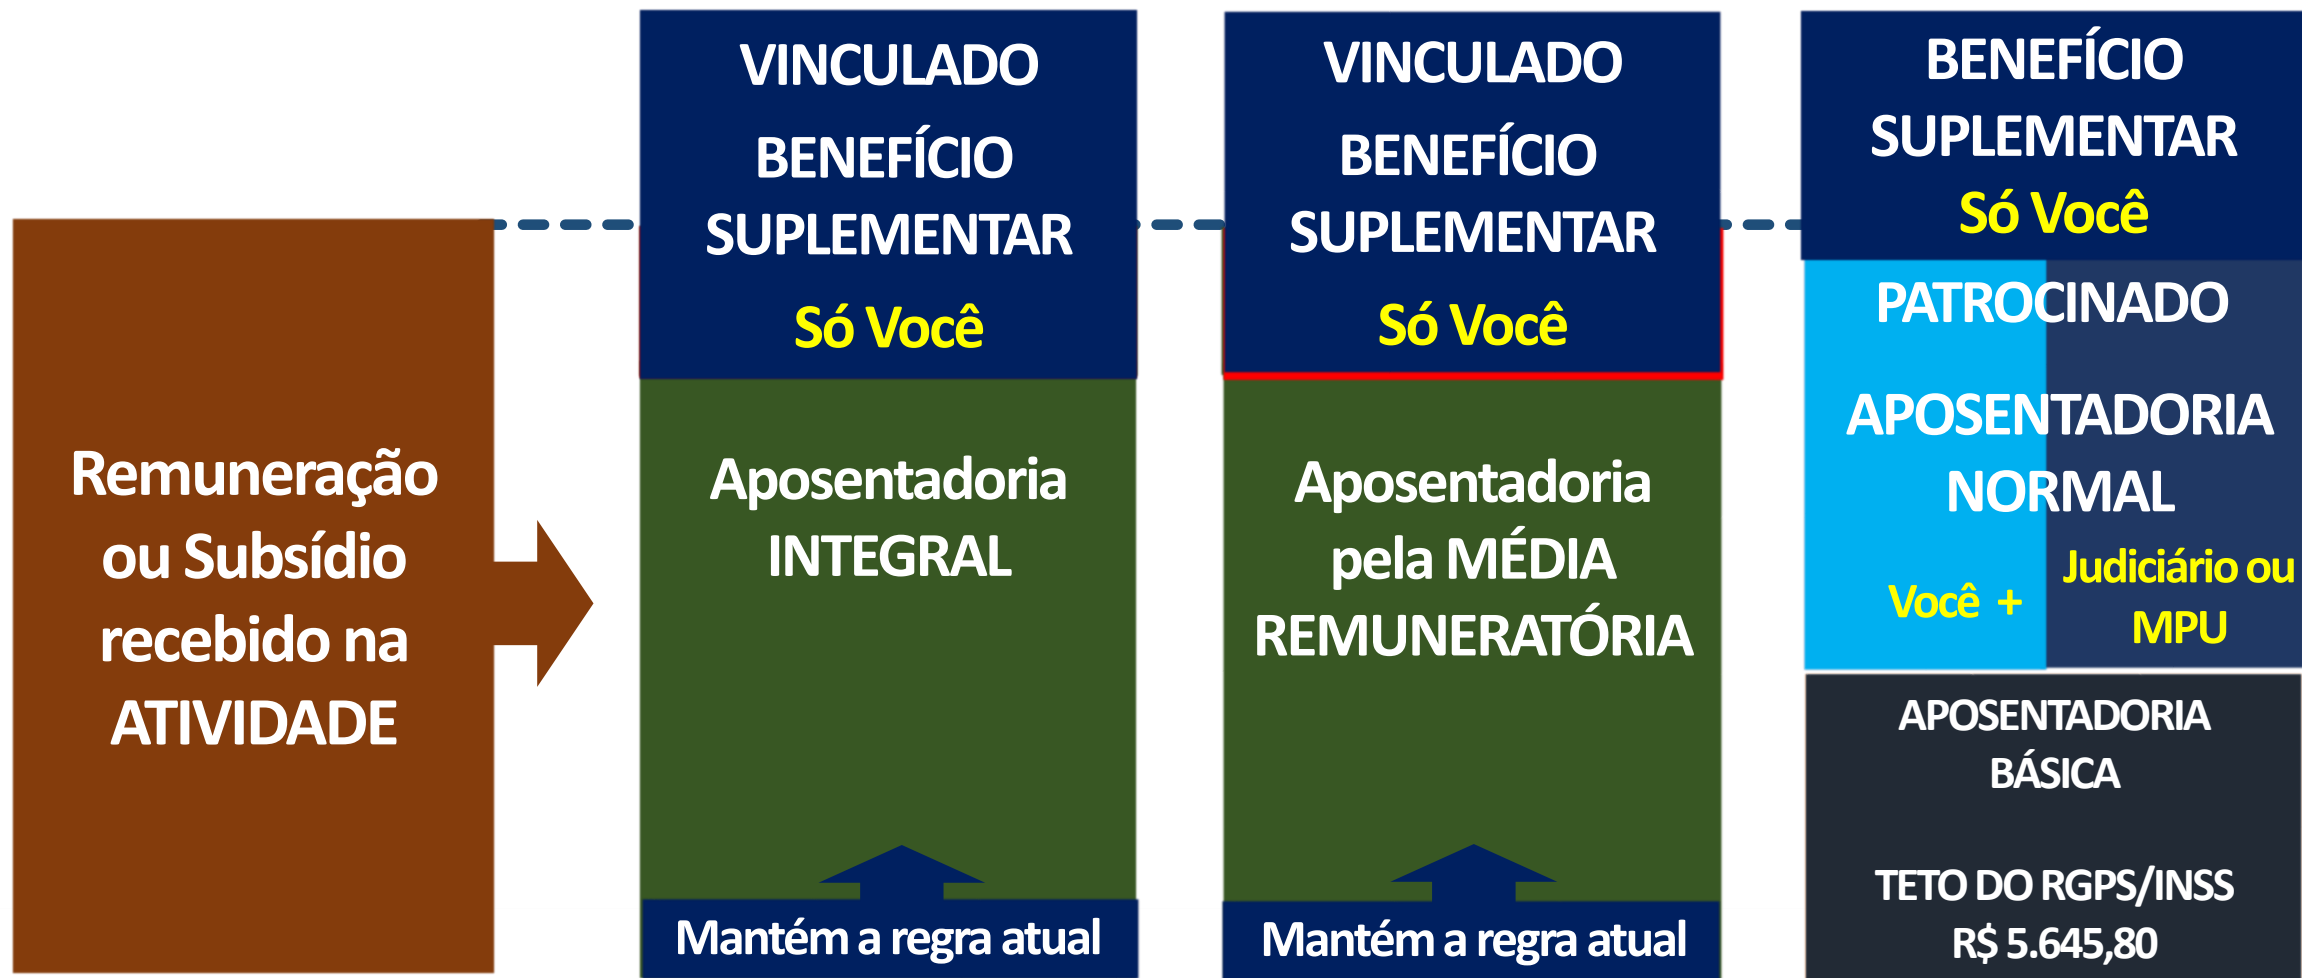 Remuneração
ou Subsídio
recebido na
ATIVIDADE
VINCULADO
BENEFÍCIO
SUPLEMENTAR
Só Você
Aposentadoria
INTEGRAL
Mantém a regra atual
VINCULADO
BENEFÍCIO
SUPLEMENTAR
Só Você
Aposentadoria
pela MÉDIA
REMUNERATÓRIA
Mantém a regra atual
BENEFÍCIO
SUPLEMENTAR
Só Você
PATROCINADO
APOSENTADORIA
NORMAL
Você +
Judiciário ou
MPU
APOSENTADORIA
BÁSICA
TETO DO RGPS/INSS
R$ 5.645,80